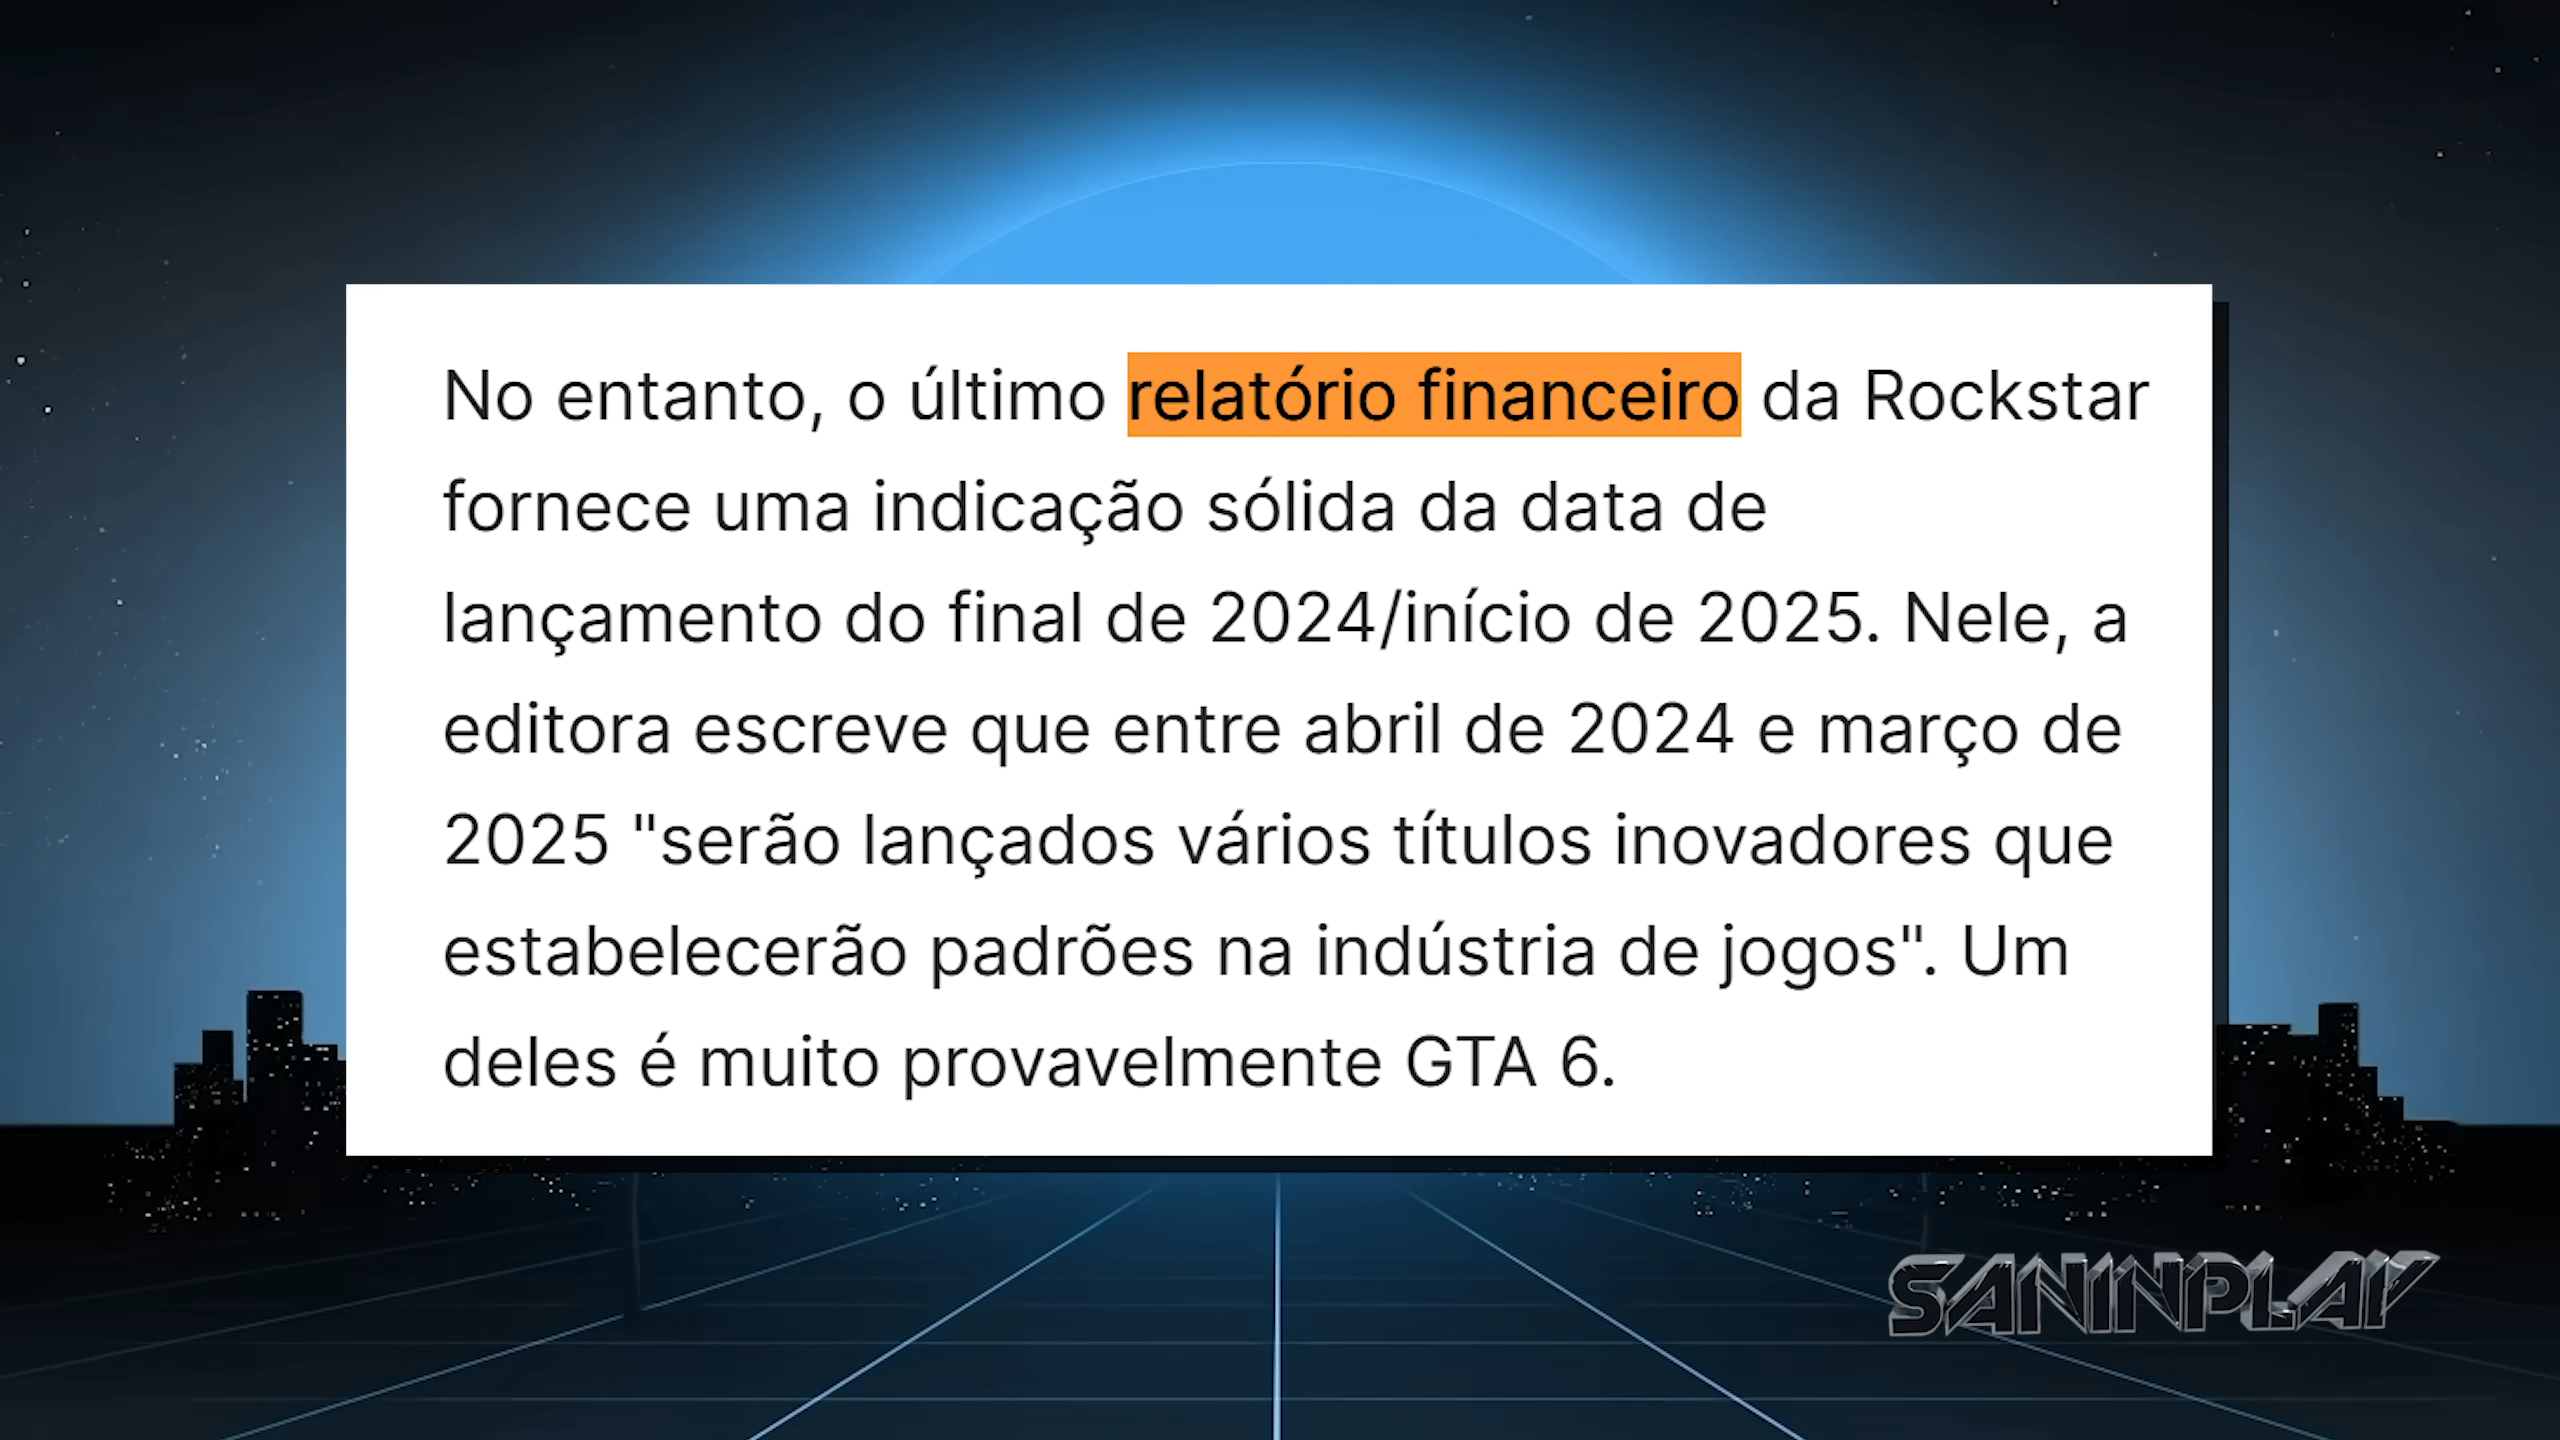 No entanto, o último relatório financeiro da Rockstar
fornece uma indicação sólida da data de
lançamento do final de 2024/início de 2025. Nele, a
editora escreve que entre abril de 2024 e março de
2025 "serão lançados vários títulos inovadores que
estabelecerão padrões na indústria de jogos". Um
deles é muito provavelmente GTA 6.
SANINPLAY